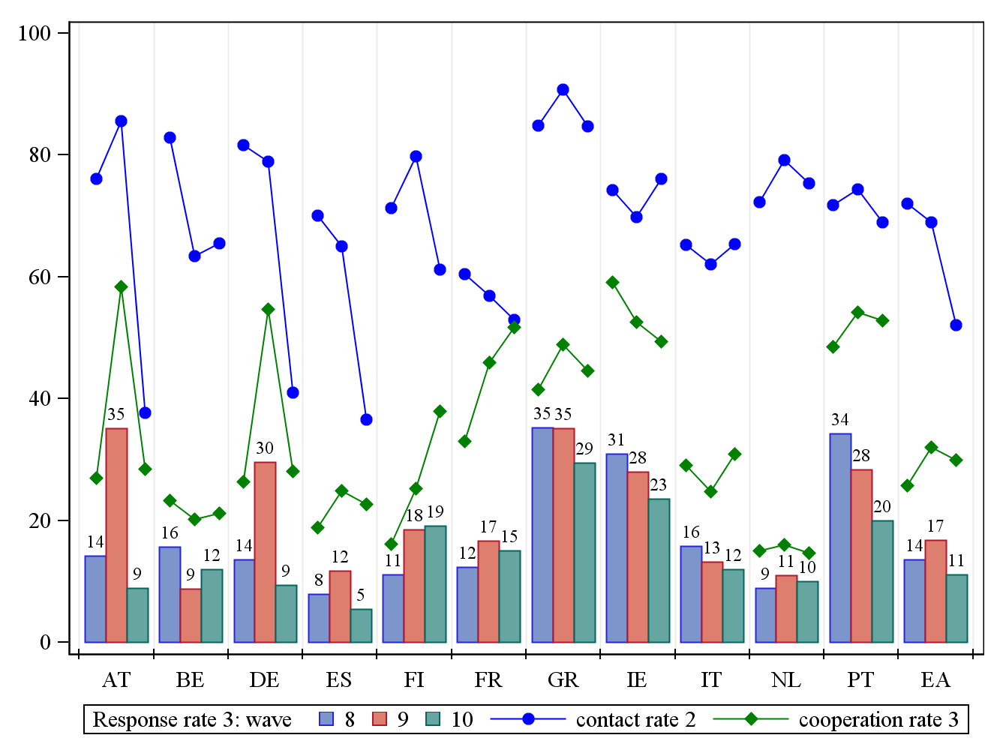 100
80
60
40
20
0
14 35 9
16 9 12
14 30 9
8 12 5
11 18 19
12 17 15
35 35 29
31 28 23
16 13 12
9 11 10
34 28 20
14 17 11
AT BE DE ES FI FR GR IE IT NL PT EA
Response rate 3: wave 8 9 10 contact rate 2 cooperation rate 3